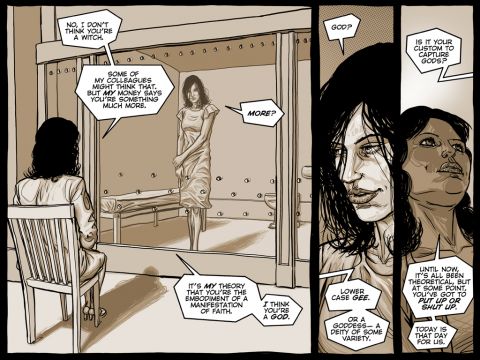 NO, I DON'T
THINK YOU'RE
A WITCH.
SOME OF
MY COLLEAGUES
MIGHT THINK THAT.
BUT MY MONEY SAYS
YOU'RE SOMETHING
MUCH MORE.
MORE?
IT'S MY THEORY
THAT YOU'RE THE
EMBODIMENT OF A
MANIFESTATION
OF FAITH.
I THINK
YOU'RE
A GOD.
GOD?
LOWER
CASE GEE.
OR A
GODDESS— A
DEITY OF SOME
VARIETY.
IS IT YOUR
CUSTOM TO
CAPTURE
GODS?
UNTIL NOW,
IT'S ALL BEEN
THEORETICAL, BUT
AT SOME POINT,
YOU'VE GOT TO
PUT UP OR
SHUT UP.
TODAY IS
THAT DAY
FOR US.